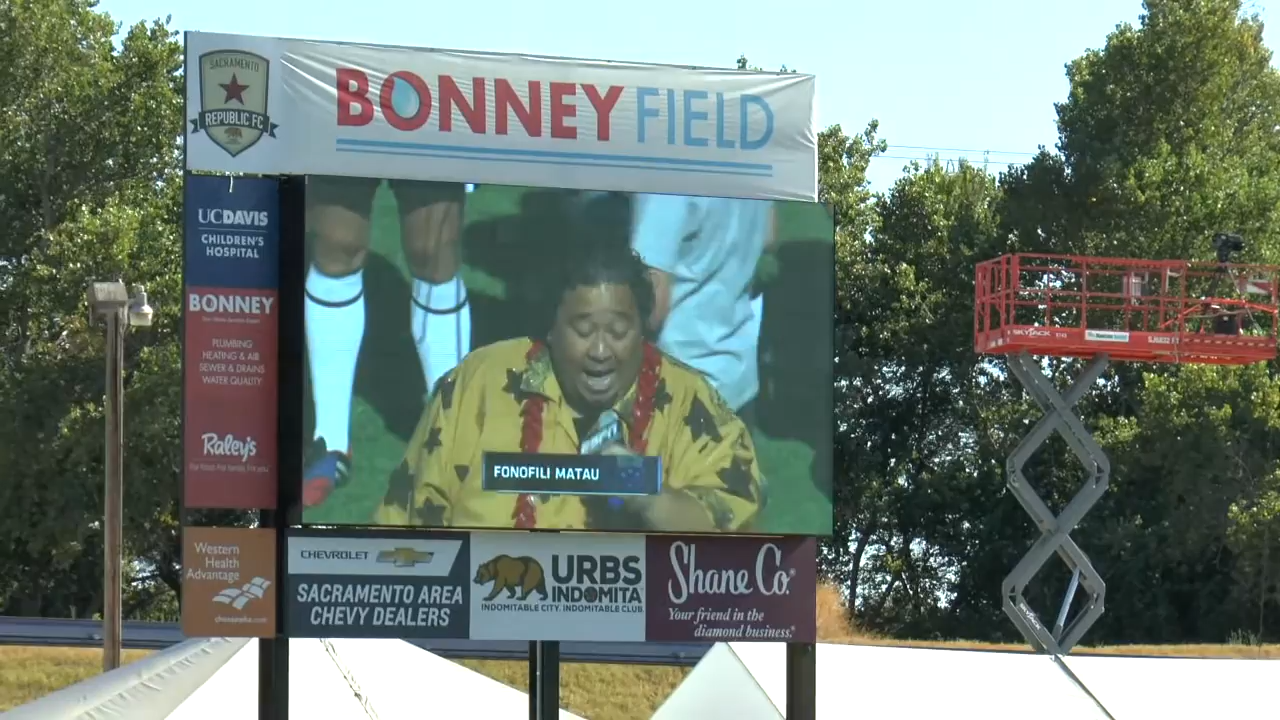 SACRAMENTO
REPUBLIC FC
BONNEY FIELD
UCDAVIS
CHILDREN'S
HOSPITAL
BONNEY
PLUMBING
HEATING & AIR
SEWER & DRAINS
WATER QUALITY
Raley's
FONOFILI MATAU
Western
Health
Advantage
CHEVROLET
SACRAMENTO AREA
CHEVY DEALERS
URBS
INDOMITA
INDOMITABLE CITY. INDOMITABLE CLUB.
Shane Co.
Your friend in the
diamond business.
SKYJACK